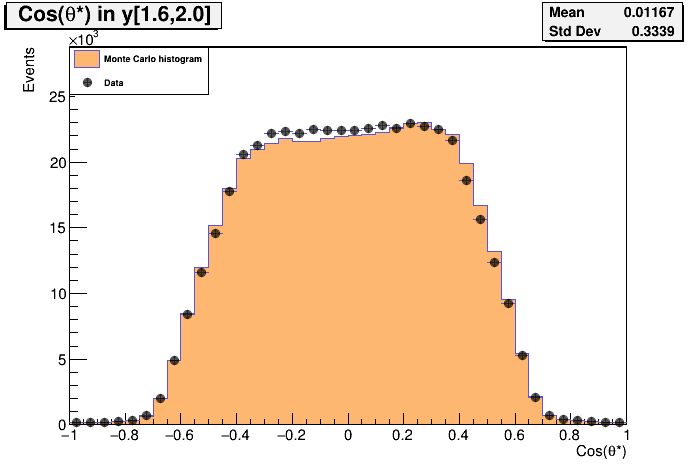 Cos(θ*) in y[1.6,2.0]
Mean 0.01167
Std Dev 0.3339
×10³
Events
Monte Carlo histogram
Data
25
20
15
10
5
0
−1 −0.8 −0.6 −0.4 −0.2 0 0.2 0.4 0.6 0.8 1
Cos(θ*)